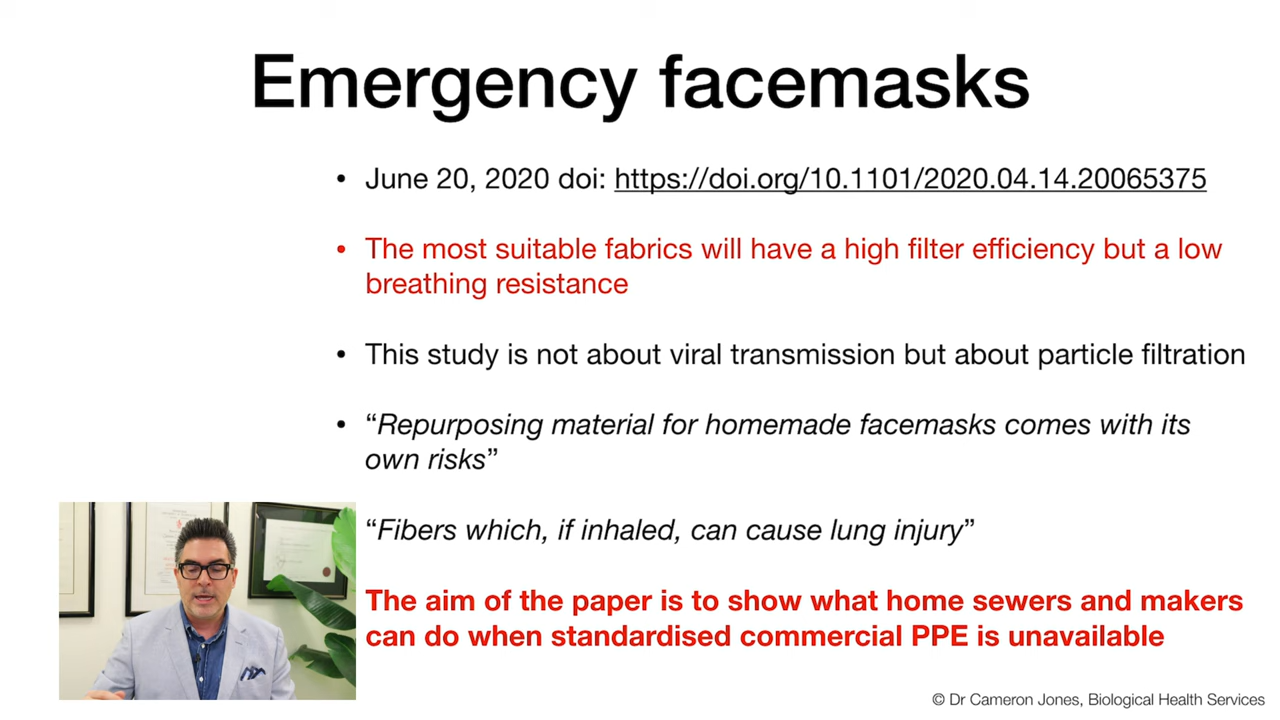 Emergency facemasks
• June 20, 2020 doi: https://doi.org/10.1101/2020.04.14.20065375
• The most suitable fabrics will have a high filter efficiency but a low
breathing resistance
• This study is not about viral transmission but about particle filtration
• “Repurposing material for homemade facemasks comes with its
own risks”
“Fibers which, if inhaled, can cause lung injury”
The aim of the paper is to show what home sewers and makers
can do when standardised commercial PPE is unavailable
© Dr Cameron Jones, Biological Health Services